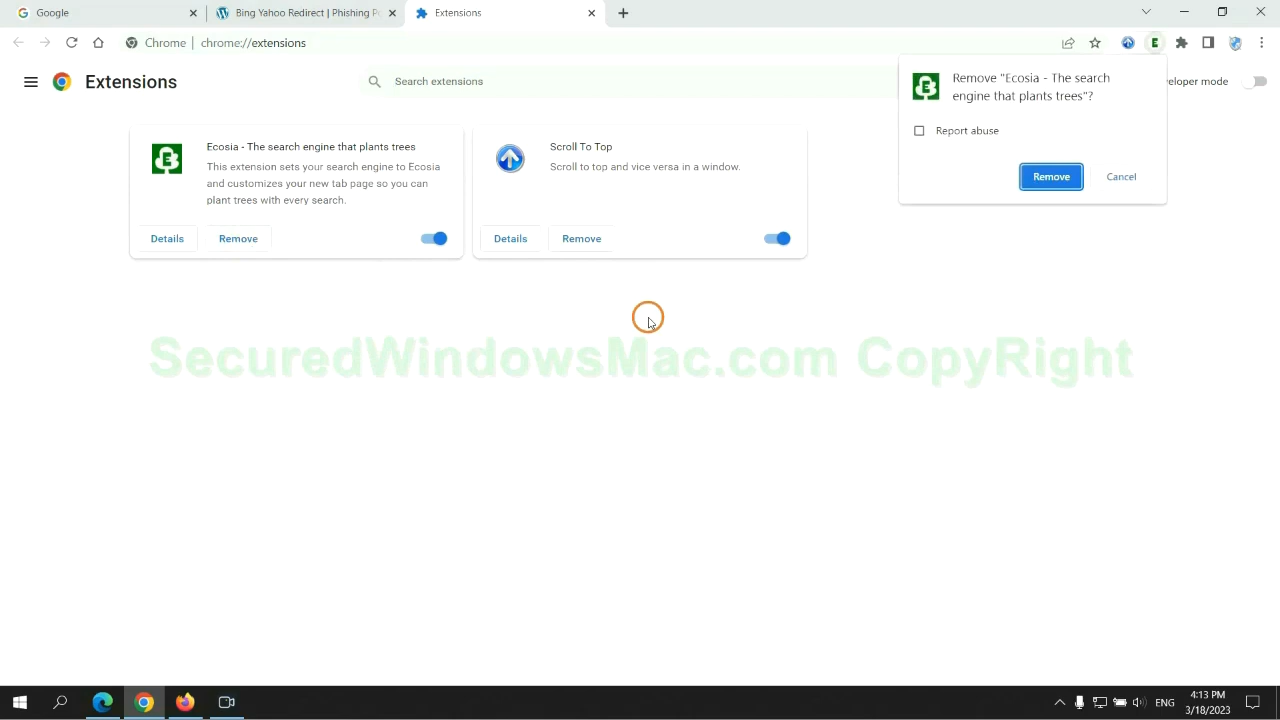 Google
Bing Yahoo Redirect | Phishing P
Extensions
Chrome
chrome://extensions
Extensions
Search extensions
eloper mode
Remove "Ecosia - The search
engine that plants trees"?
Report abuse
Remove
Cancel
Ecosia - The search engine that plants trees
This extension sets your search engine to Ecosia
and customizes your new tab page so you can
plant trees with every search.
Details
Remove
Scroll To Top
Scroll to top and vice versa in a window.
Details
Remove
SecuredWindowsMac.com CopyRight
ENG
4:13 PM
3/18/2023